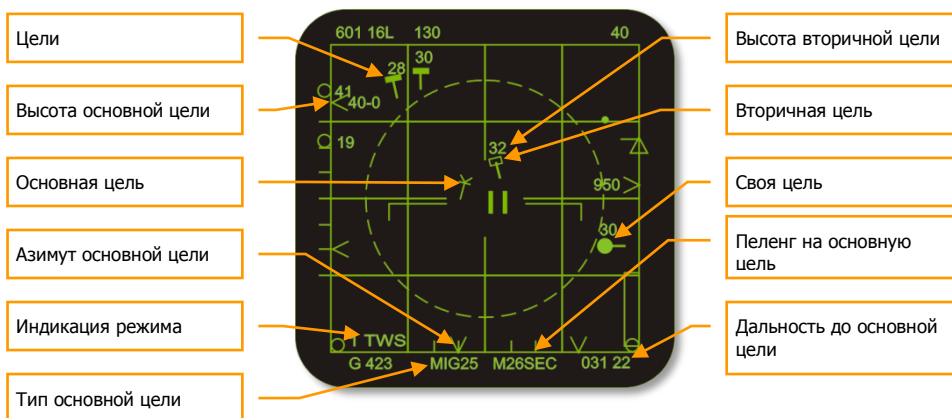 Цели
Высота основной цели
Основная цель
Азимут основной цели
Индикация режима
Тип основной цели
601 16L 130 40
30
28
41
40-0
19
32
950
30
TWS
G 423 MIG25 M26SEC 031 22
Высота вторичной цели
Вторичная цель
Своя цель
Пеленг на основную
цель
Дальность до основной
цели